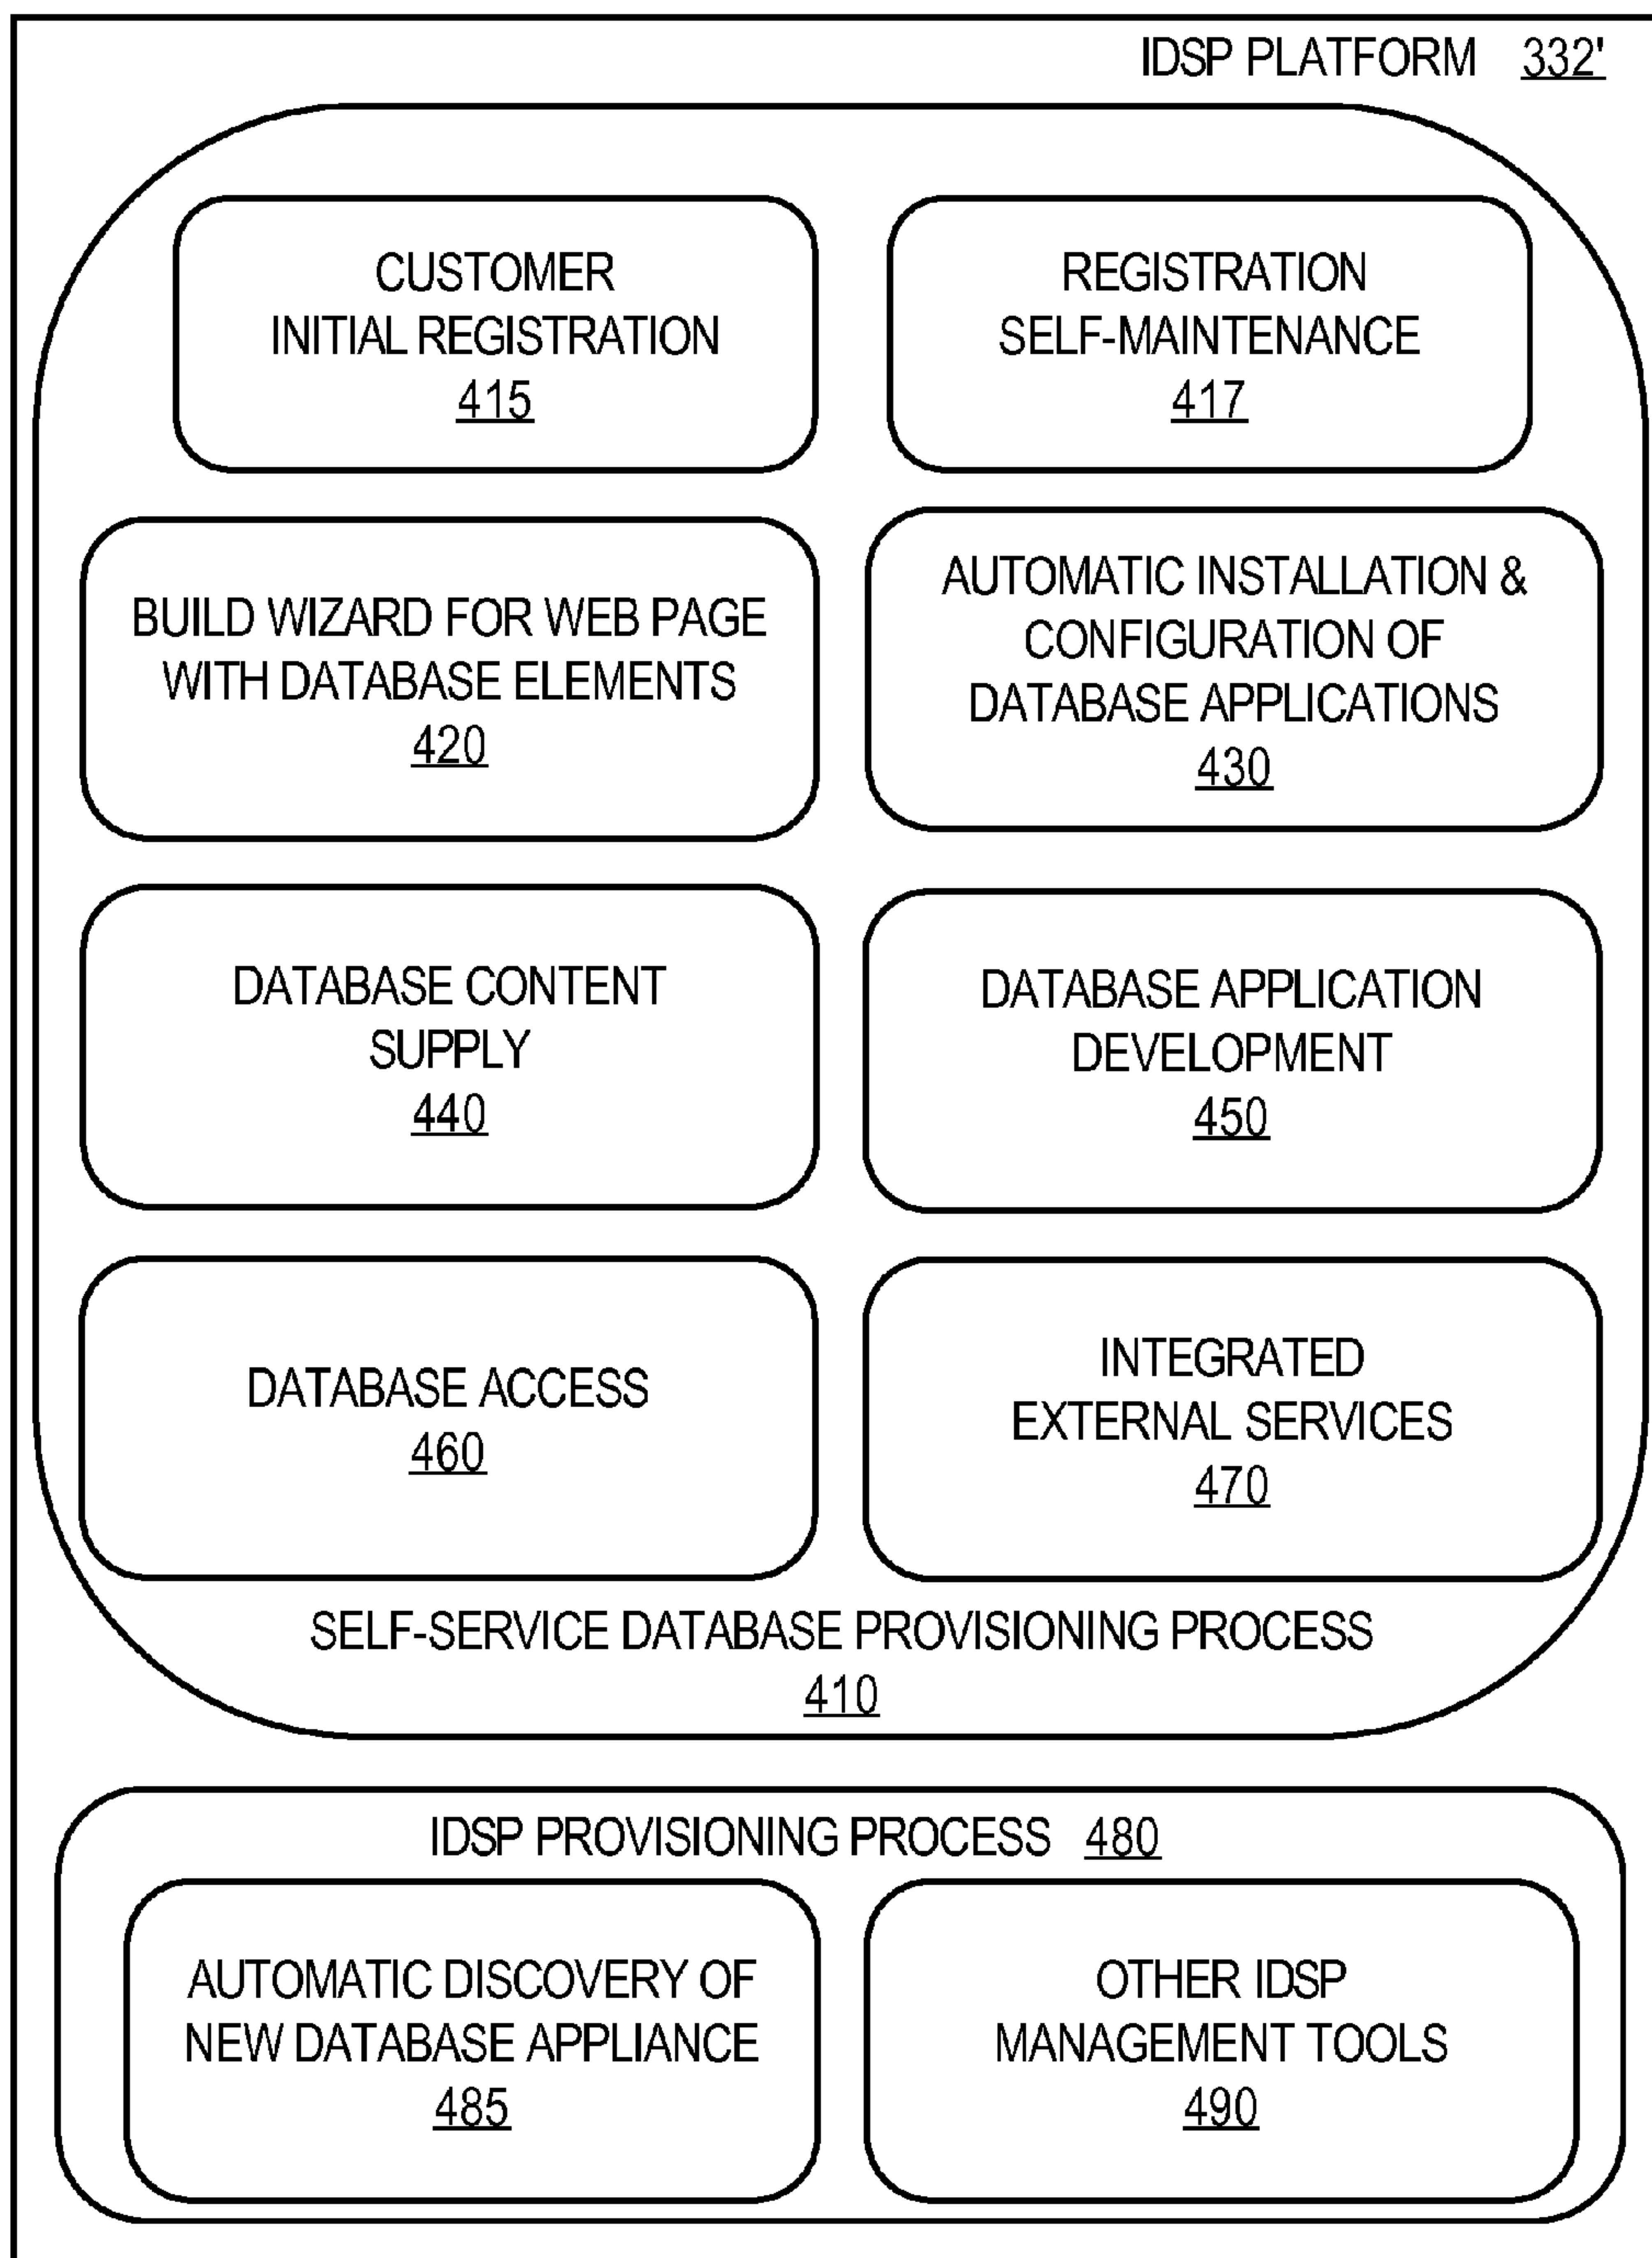 IDSP PLATFORM 332'
CUSTOMER
INITIAL REGISTRATION
415
REGISTRATION
SELF-MAINTENANCE
417
BUILD WIZARD FOR WEB PAGE
WITH DATABASE ELEMENTS
420
AUTOMATIC INSTALLATION &
CONFIGURATION OF
DATABASE APPLICATIONS
430
DATABASE CONTENT
SUPPLY
440
DATABASE APPLICATION
DEVELOPMENT
450
DATABASE ACCESS
460
INTEGRATED
EXTERNAL SERVICES
470
SELF-SERVICE DATABASE PROVISIONING PROCESS
410
IDSP PROVISIONING PROCESS 480
AUTOMATIC DISCOVERY OF
NEW DATABASE APPLIANCE
485
OTHER IDSP
MANAGEMENT TOOLS
490